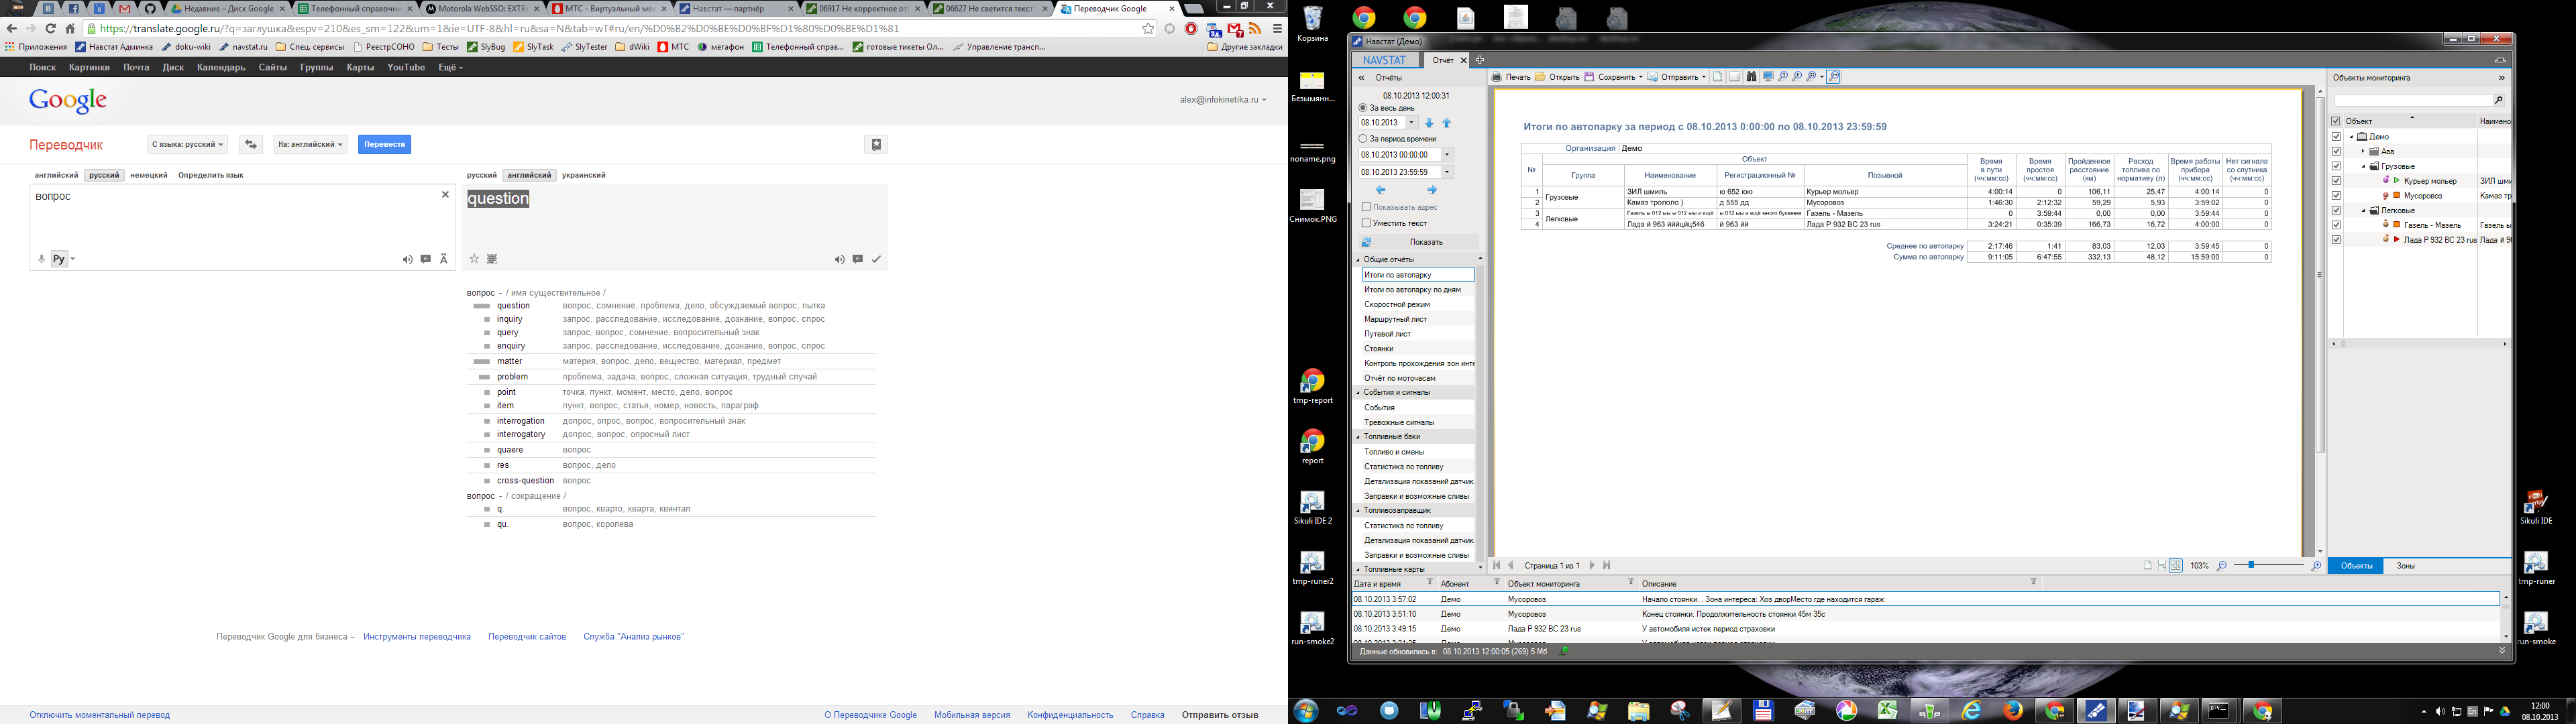 Недавние – Диск Google
Телефонный справочни
Motorola WebSSO: EXTRA
МТС - Виртуальный мен
Навстат — партнёр
06917 Не корректное от
06627 Не светится текст
Переводчик Google
https://translate.google.ru/?q=заглушка&espv=210&es_sm=122&um=1&ie=UTF-8&hl=ru&sa=N&tab=wT#ru/en/%D0%B2%D0%BE%D0%BF%D1%80%D0%BE%D1%81
Приложения Навстат Админка doku-wiki navstat.ru Спец. сервисы РеестрСОНО Тесты SlyBug SlyTask SlyTester dWiki МТС мегафон Телефонный справ... готовые тикеты Ол... Управление трансп... Другие закладки
Поиск Картинки Почта Диск Календарь Сайты Группы Карты YouTube Ещё
Google
alex@infokinetika.ru
Переводчик
С языка: русский
На: английский
Перевести
английский русский немецкий Определить язык
русский английский украинский
вопрос
question
Ру
Ä
вопрос - / имя существительное /
question вопрос, сомнение, проблема, дело, обсуждаемый вопрос, пытка
inquiry запрос, расследование, исследование, дознание, вопрос, спрос
query запрос, вопрос, сомнение, вопросительный знак
enquiry запрос, расследование, исследование, дознание, вопрос, спрос
matter материя, вопрос, дело, вещество, материал, предмет
problem проблема, задача, вопрос, сложная ситуация, трудный случай
point точка, пункт, момент, место, дело, вопрос
item пункт, вопрос, статья, номер, новость, параграф
interrogation допрос, опрос, вопрос, вопросительный знак
interrogatory допрос, вопрос, опросный лист
quaere вопрос
res вопрос, дело
cross-question вопрос
вопрос - / сокращение /
q. вопрос, кварто, кварта, квинтал
qu. вопрос, королева
Переводчик Google для бизнеса – Инструменты переводчика Переводчик сайтов Служба "Анализ рынков"
Отключить моментальный перевод
О Переводчике Google Мобильная версия Конфиденциальность Справка Отправить отзыв
Корзина
Безымянн...
noname.png
Снимок.PNG
tmp-report
report
Sikuli IDE 2
tmp-runer2
run-smoke2
Навстат (Демо)
NAVSTAT
Отчёт
Отчёты
08.10.2013 12:00:31
За весь день
08.10.2013
За период времени
08.10.2013 00:00:00
08.10.2013 23:59:59
Показывать адрес
Уместить текст
Показать
Общие отчёты
Итоги по автопарку
Итоги по автопарку по дням
Скоростной режим
Маршрутный лист
Путевой лист
Стоянки
Контроль прохождения зон инте
Отчёт по моточасам
События и сигналы
События
Тревожные сигналы
Топливные баки
Топливо и смены
Статистика по топливу
Детализация показаний датчик
Заправки и возможные сливы
Топливозаправщик
Статистика по топливу
Детализация показаний датчик
Заправки и возможные сливы
Топливные карты
Печать Открыть Сохранить Отправить
Итоги по автопарку за период с 08.10.2013 0:00:00 по 08.10.2013 23:59:59
Организация Демо
№ Объект
Группа Наименование Регистрационный № Позывной
Время в пути (чч:мм:сс)
Время простоя (чч:мм:сс)
Пройденное расстояние (км)
Расход топлива по нормативу (л)
Время работы прибора (чч:мм:сс)
Нет сигнала со спутника (чч:мм:сс)
1 Грузовые ЗИЛ шмиль ю 652 кю Курьер мольер 4:00:14 0 106,11 25,47 4:00:14 0
2 Камаз трололо ) д 555 дд Мусоровоз 1:46:30 2:12:32 59,29 5,93 3:59:02 0
3 Легковые Газель ы 012 мы ы 012 мы и ещё ы 012 мы и ещё много букаввв Газель - Мазель 0 3:59:44 0,00 0,00 3:59:44 0
4 Лада й 963 йййцйц546 й 963 йй Лада Р 932 ВС 23 rus 3:24:21 0:35:39 166,73 16,72 4:00:00 0
Среднее по автопарку 2:17:46 1:41 83,03 12,03 3:59:45 0
Сумма по автопарку 9:11:05 6:47:55 332,13 48,12 15:59:00 0
Страница 1 из 1
103%
Объекты мониторинга
Объект Наимено
Демо
Ааа
Грузовые
Курьер мольер ЗИЛ шми
Мусоровоз Камаз тр
Легковые
Газель - Мазель Газель ы
Лада Р 932 ВС 23 rus Лада й 9
Объекты Зоны
Дата и время Абонент Объект мониторинга Описание
08.10.2013 3:57:02 Демо Мусоровоз Начало стоянки. . Зона интереса: Хоз дворМесто где находится гараж
08.10.2013 3:51:10 Демо Мусоровоз Конец стоянки. Продолжительность стоянки 45м 35с
08.10.2013 3:49:15 Демо Лада Р 932 ВС 23 rus У автомобиля истек период страховки
Данные обновились в: 08.10.2013 12:00:05 (269) 5 Мб
Sikuli IDE
tmp-runer
run-smoke
EN
12:00
08.10.2013